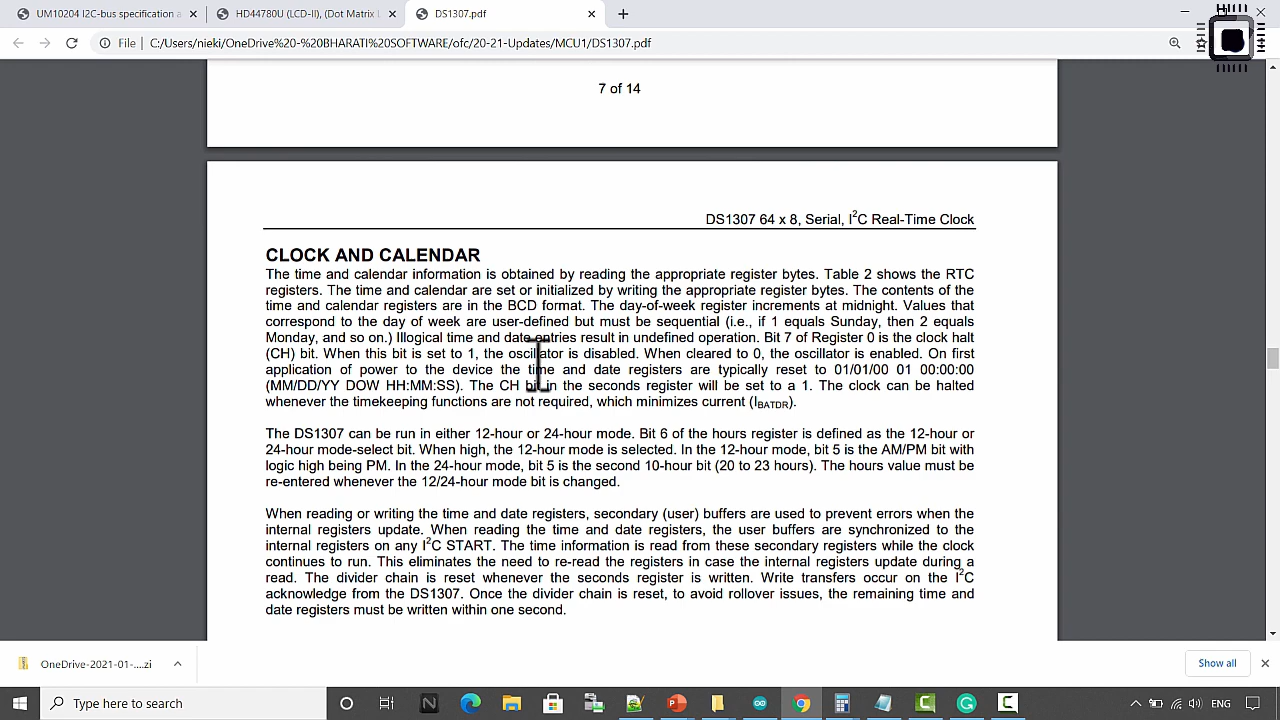 UM10204 I2C-bus specification a
HD44780U (LCD-II), (Dot Matrix L
DS1307.pdf
File
C:/Users/nieki/OneDrive%20-%20BHARATI%20SOFTWARE/ofc/20-21-Updated/MCU1/DS1307.pdf
7 of 14
DS1307 64 x 8, Serial, I2C Real-Time Clock
CLOCK AND CALENDAR
The time and calendar information is obtained by reading the appropriate register bytes. Table 2 shows the RTC
registers. The time and calendar are set or initialized by writing the appropriate register bytes. The contents of the
time and calendar registers are in the BCD format. The day-of-week register increments at midnight. Values that
correspond to the day of week are user-defined but must be sequential (i.e., if 1 equals Sunday, then 2 equals
Monday, and so on.) Illogical time and date entries result in undefined operation. Bit 7 of Register 0 is the clock halt
(CH) bit. When this bit is set to 1, the oscillator is disabled. When cleared to 0, the oscillator is enabled. On first
application of power to the device the time and date registers are typically reset to 01/01/00 01 00:00:00
(MM/DD/YY DOW HH:MM:SS). The CH bit in the seconds register will be set to a 1. The clock can be halted
whenever the timekeeping functions are not required, which minimizes current (IBATDR).
The DS1307 can be run in either 12-hour or 24-hour mode. Bit 6 of the hours register is defined as the 12-hour or
24-hour mode-select bit. When high, the 12-hour mode is selected. In the 12-hour mode, bit 5 is the AM/PM bit with
logic high being PM. In the 24-hour mode, bit 5 is the second 10-hour bit (20 to 23 hours). The hours value must be
re-entered whenever the 12/24-hour mode bit is changed.
When reading or writing the time and date registers, secondary (user) buffers are used to prevent errors when the
internal registers update. When reading the time and date registers, the user buffers are synchronized to the
internal registers on any I2C START. The time information is read from these secondary registers while the clock
continues to run. This eliminates the need to re-read the registers in case the internal registers update during a
read. The divider chain is reset whenever the seconds register is written. Write transfers occur on the I2C
acknowledge from the DS1307. Once the divider chain is reset, to avoid rollover issues, the remaining time and
date registers must be written within one second.
OneDrive-2021-01-....zi
Show all
Type here to search
ENG